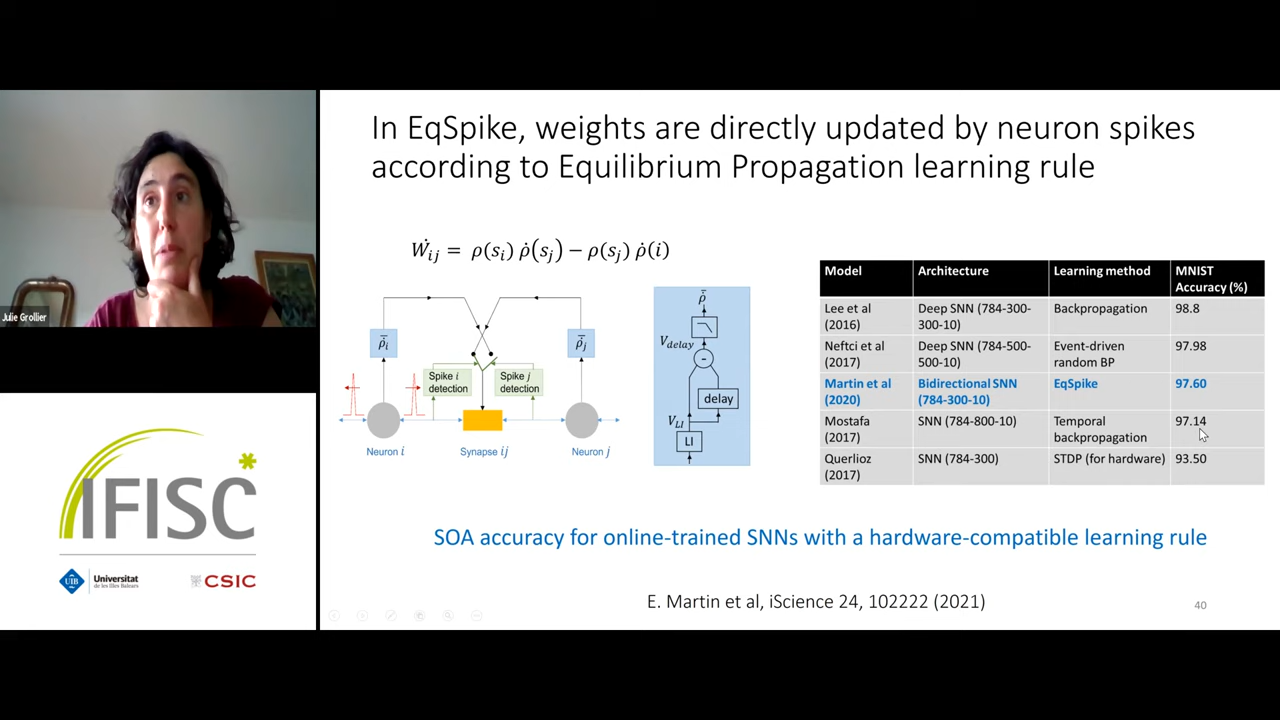 In EqSpike, weights are directly updated by neuron spikes
according to Equilibrium Propagation learning rule
Ẇij = ρ(si) ρ̇(sj) − ρ(sj) ρ̇(i)
Julie Grollier
ρ̄̇i
ρ̄̇j
Spike i
detection
Spike j
detection
Neuron i
Synapse ij
Neuron j
ρ̄̇
Vdelay
-
delay
VLI
LI
Model Architecture Learning method MNIST
Accuracy (%)
Lee et al
(2016) Deep SNN (784-300-
300-10) Backpropagation 98.8
Neftci et al
(2017) Deep SNN (784-500-
500-10) Event-driven
random BP 97.98
Martin et al
(2020) Bidirectional SNN
(784-300-10) EqSpike 97.60
Mostafa
(2017) SNN (784-800-10) Temporal
backpropagation 97.14
Querlioz
(2017) SNN (784-300) STDP (for hardware) 93.50
SOA accuracy for online-trained SNNs with a hardware-compatible learning rule
E. Martin et al, iScience 24, 102222 (2021)
40
IFISC
UIB
Universitat
de les Illes Balears
CSIC